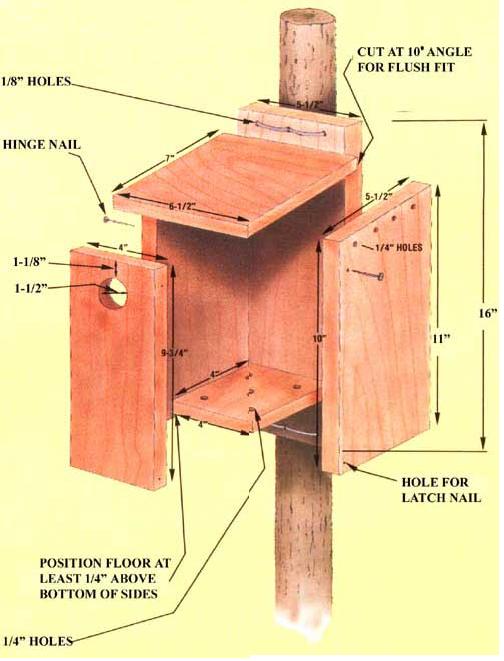 CUT AT 10° ANGLE
FOR FLUSH FIT
1/8” HOLES
5-1/2"
HINGE NAIL
7"
6-1/2"
5-1/2"
4"
1/4" HOLES
1-1/8”
1-1/2”
16”
11”
10"
9-3/4"
4"
4"
HOLE FOR
LATCH NAIL
POSITION FLOOR AT
LEAST 1/4” ABOVE
BOTTOM OF SIDES
1/4” HOLES